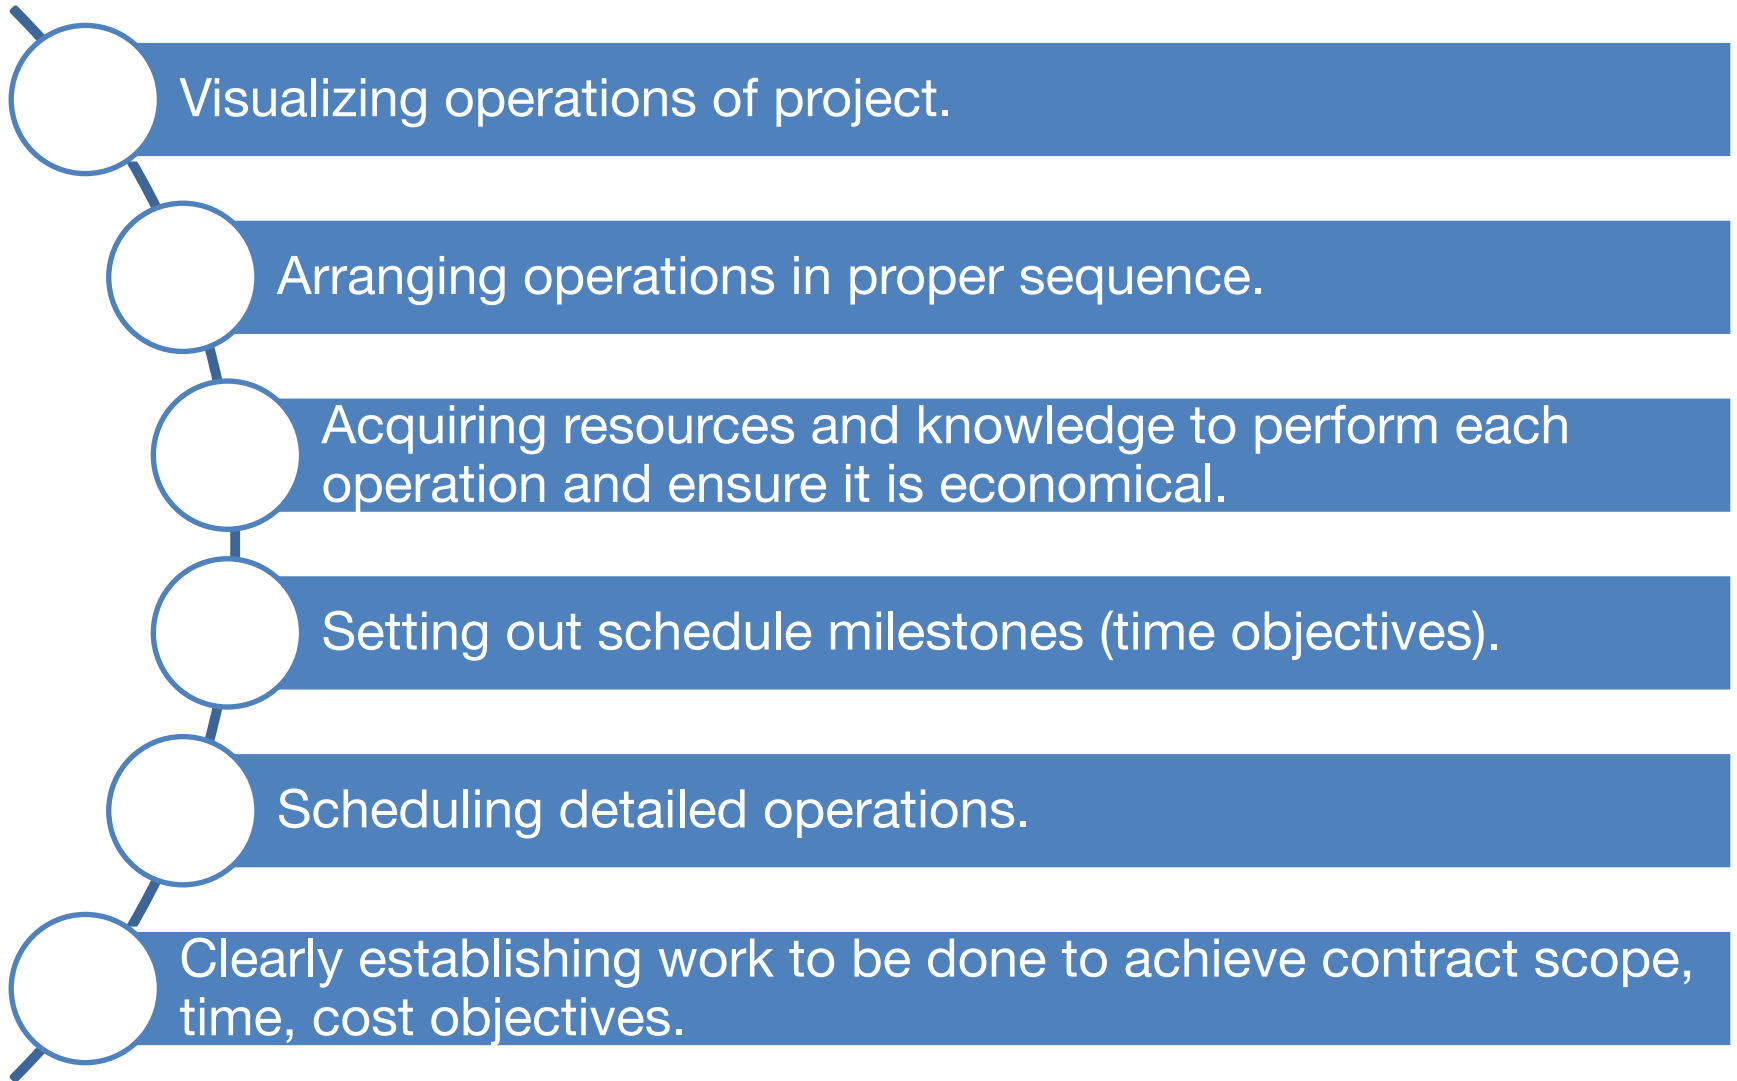 Visualizing operations of project.
Arranging operations in proper sequence.
Acquiring resources and knowledge to perform each
operation and ensure it is economical.
Setting out schedule milestones (time objectives).
Scheduling detailed operations.
Clearly establishing work to be done to achieve contract scope,
time, cost objectives.